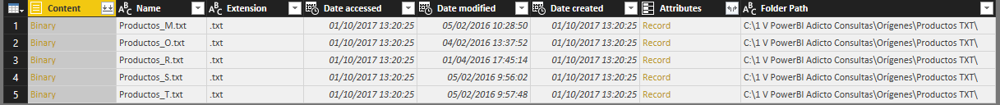 Content Name Extension Date accessed Date modified Date created Attributes Folder Path
1 Binary Productos_M.txt .txt 01/10/2017 13:20:25 05/02/2016 10:28:50 01/10/2017 13:20:25 Record C:\1 V PowerBI Adicto Consultas\Orígenes\Productos TXT\
2 Binary Productos_O.txt .txt 01/10/2017 13:20:25 04/02/2016 13:37:52 01/10/2017 13:20:25 Record C:\1 V PowerBI Adicto Consultas\Orígenes\Productos TXT\
3 Binary Productos_R.txt .txt 01/10/2017 13:20:25 01/04/2016 17:45:14 01/10/2017 13:20:25 Record C:\1 V PowerBI Adicto Consultas\Orígenes\Productos TXT\
4 Binary Productos_S.txt .txt 01/10/2017 13:20:25 05/02/2016 9:56:02 01/10/2017 13:20:25 Record C:\1 V PowerBI Adicto Consultas\Orígenes\Productos TXT\
5 Binary Productos_T.txt .txt 01/10/2017 13:20:25 05/02/2016 9:57:48 01/10/2017 13:20:25 Record C:\1 V PowerBI Adicto Consultas\Orígenes\Productos TXT\